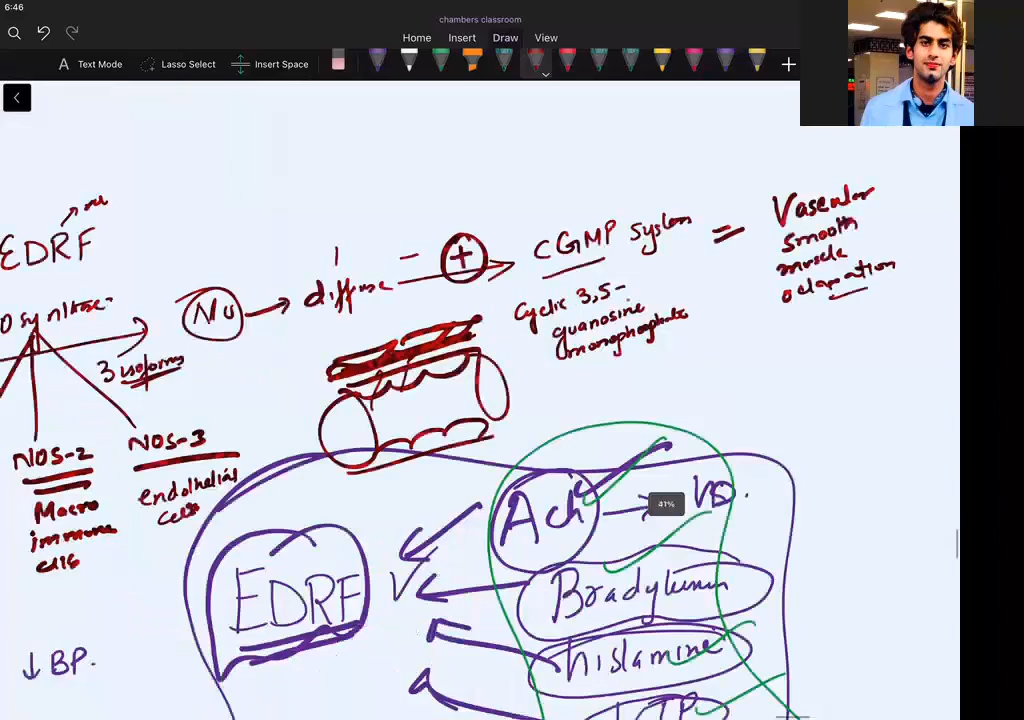 6:46
chambers classroom
Home Insert Draw View
Text Mode Lasso Select Insert Space
EDRF
NO
diffuse
+
cGMP System
=
Vascular
Smooth
muscle
Cyclic 3,5-
guanosine
monophosphate
3 isoforms
NOS-2
Macro
immune
cells
NOS-3
endothelial
cells
Ach
VD.
41%
EDRF
Bradykinin
histamine
↓ BP.